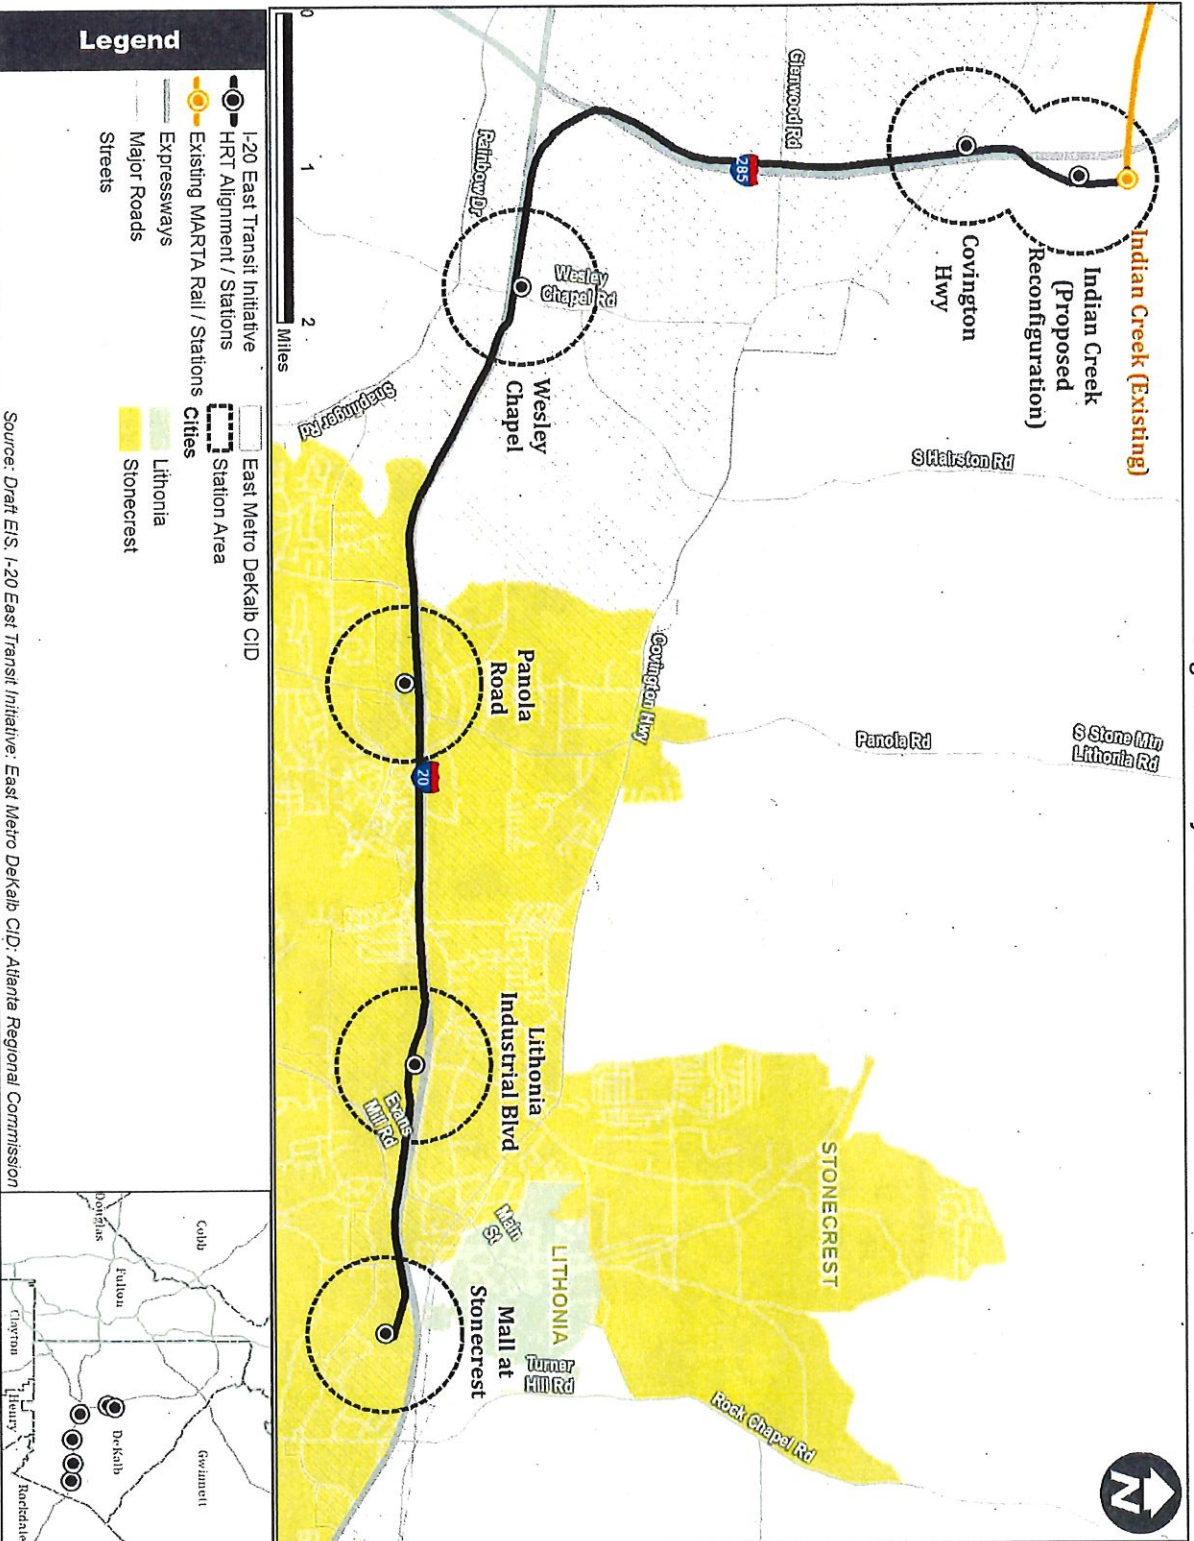 Indian Creek (Existing)
Indian Creek
(Proposed
Reconfiguration)
Covington
Hwy
Glenwood Rd
285
S Hairston Rd
S Stone Mtn
Lithonia Rd
Panola Rd
Covington Hwy
Wesley
Chapel Rd
Rainbow Dr
Wesley
Chapel
Snapfinger Rd
Panola
Road
20
Lithonia
Industrial Blvd
Evans
Mill Rd
STONECREST
Main
St
LITHONIA
Mall at
Stonecrest
Turner
Hill Rd
Rock Chapel Rd
N
0
1
2
Miles
Legend
I-20 East Transit Initiative
HRT Alignment / Stations
Existing MARTA Rail / Stations
Expressways
Major Roads
Streets
East Metro DeKalb CID
Station Area
Cities
Lithonia
Stonecrest
Cobb
Gwinnett
Fulton
DeKalb
Douglas
Clayton
Henry
Rockdale
Source: Draft EIS, I-20 East Transit Initiative; East Metro DeKalb CID; Atlanta Regional Commission